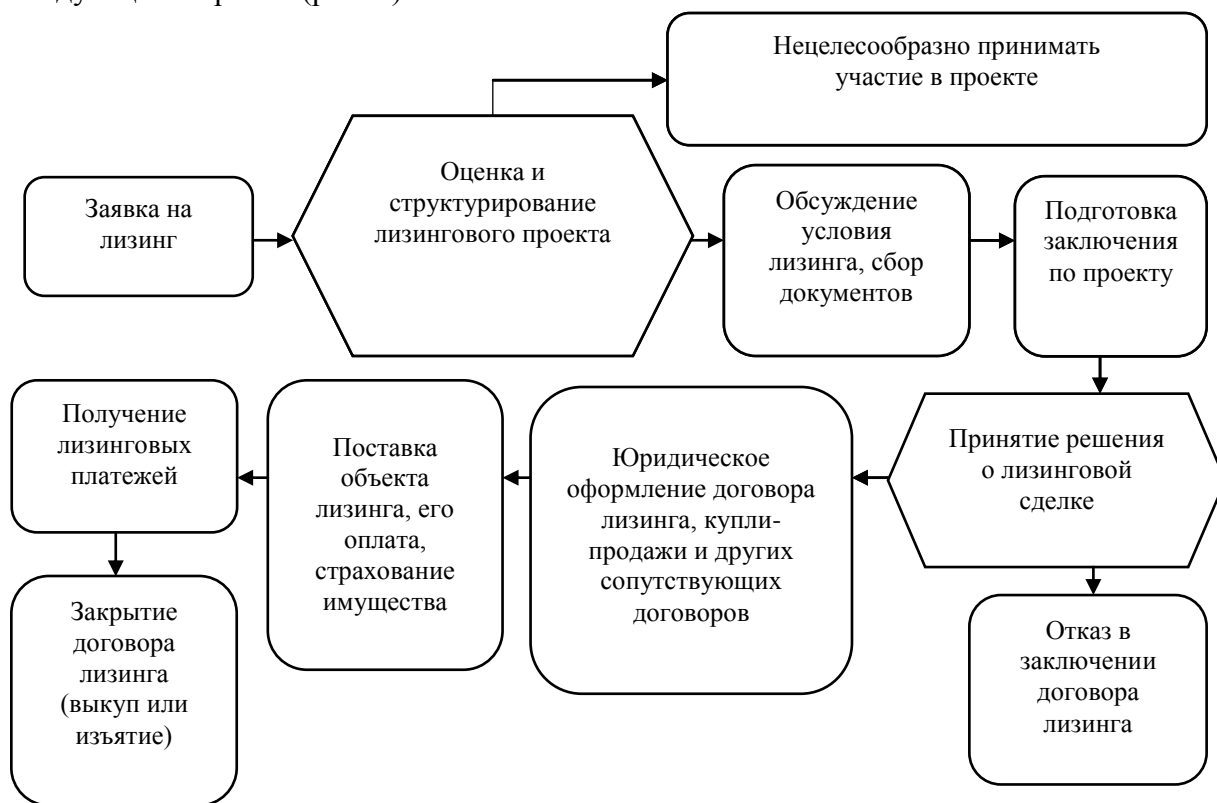 Нецелесообразно принимать
участие в проекте
Заявка на
лизинг
Оценка и
структурирование
лизингового проекта
Обсуждение
условия
лизинга, сбор
документов
Подготовка
заключения
по проекту
Принятие решения
о лизинговой
сделке
Отказ в
заключении
договора
лизинга
Юридическое
оформление договора
лизинга, купли-
продажи и других
сопутствующих
договоров
Поставка
объекта
лизинга, его
оплата,
страхование
имущества
Получение
лизинговых
платежей
Закрытие
договора
лизинга
(выкуп или
изъятие)